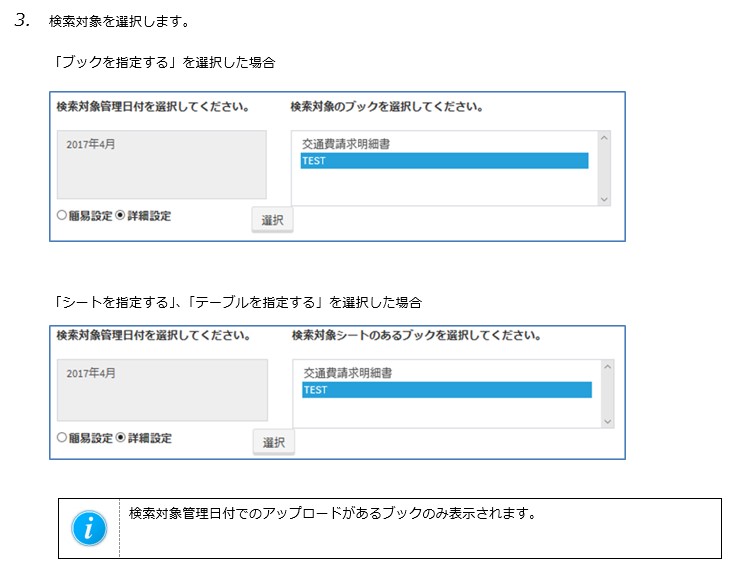 3. 検索対象を選択します。
「ブックを指定する」を選択した場合
検索対象管理日付を選択してください。 検索対象のブックを選択してください。
2017年4月 交通費請求明細書
TEST
簡易設定 詳細設定 選択
「シートを指定する」、「テーブルを指定する」を選択した場合
検索対象管理日付を選択してください。 検索対象シートのあるブックを選択してください。
2017年4月 交通費請求明細書
TEST
簡易設定 詳細設定 選択
i 検索対象管理日付でのアップロードがあるブックのみ表示されます。